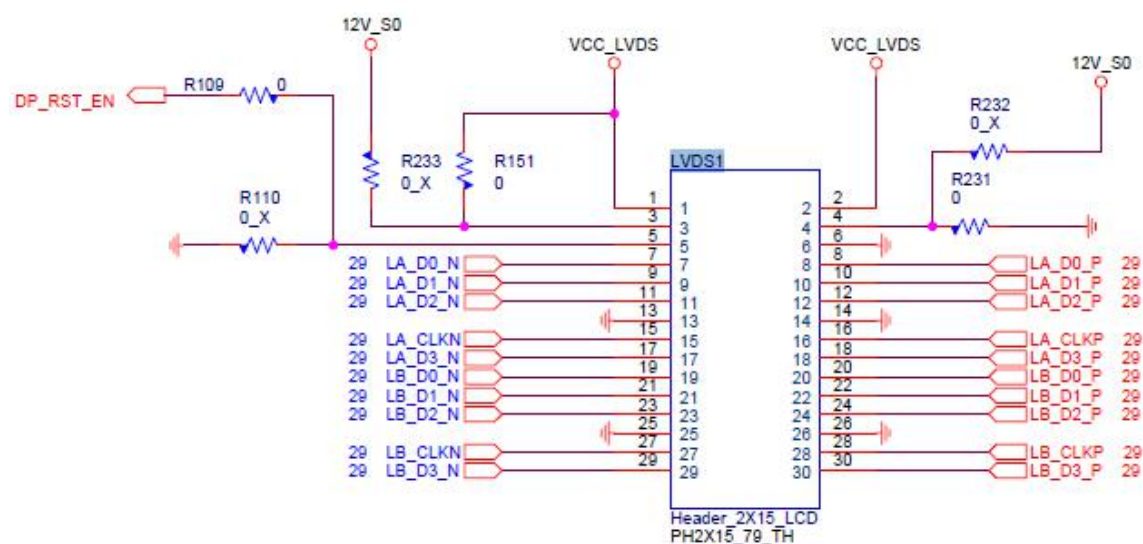 12V_S0
VCC_LVDS
VCC_LVDS
12V_S0
DP_RST_EN
R109
0
R232
0_X
R233
0_X
R151
0
LVDS1
R231
0
R110
0_X
1 1 2 2
3 3 4 4
5 5 6 6
29 LA_D0_N 7 7 8 8 LA_D0_P 29
29 LA_D1_N 9 9 10 10 LA_D1_P 29
29 LA_D2_N 11 11 12 12 LA_D2_P 29
13 13 14 14
29 LA_CLKN 15 15 16 16 LA_CLKP 29
29 LA_D3_N 17 17 18 18 LA_D3_P 29
29 LB_D0_N 19 19 20 20 LB_D0_P 29
29 LB_D1_N 21 21 22 22 LB_D1_P 29
29 LB_D2_N 23 23 24 24 LB_D2_P 29
25 25 26 26
29 LB_CLKN 27 27 28 28 LB_CLKP 29
29 LB_D3_N 29 29 30 30 LB_D3_P 29
Header_2X15_LCD
PH2X15_79_TH